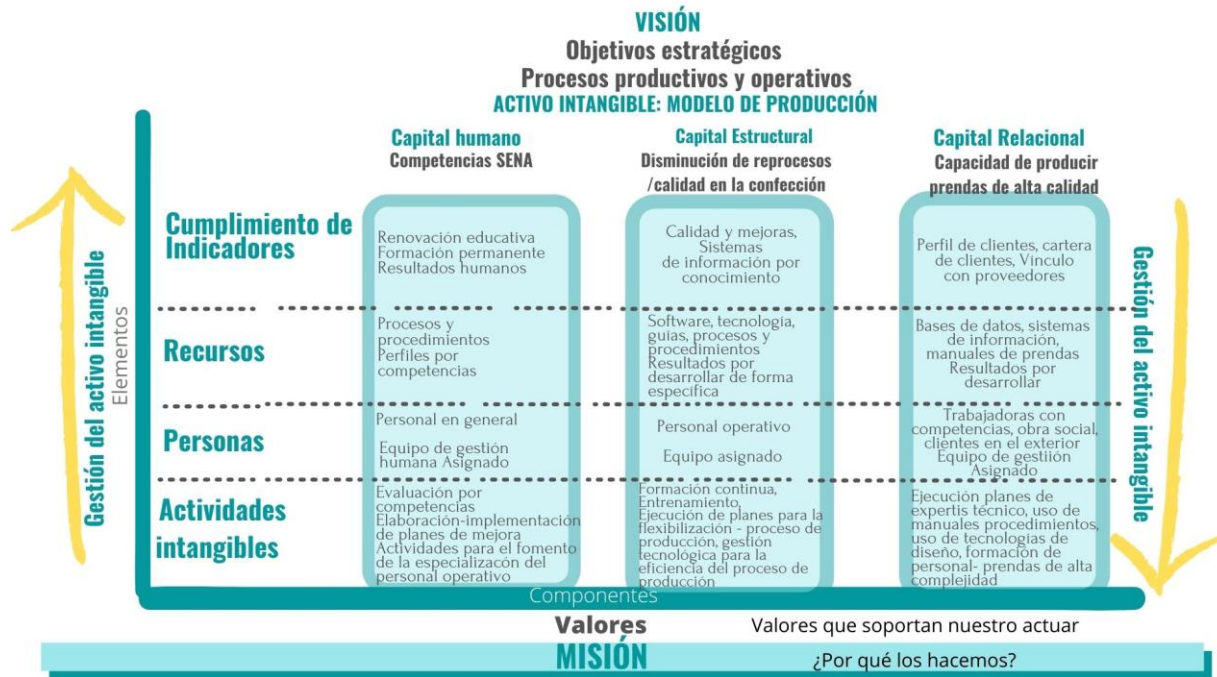 VISIÓN
Objetivos estratégicos
Procesos productivos y operativos
ACTIVO INTANGIBLE: MODELO DE PRODUCCIÓN
Capital humano
Competencias SENA
Capital Estructural
Disminución de reprocesos
/calidad en la confección
Capital Relacional
Capacidad de producir
prendas de alta calidad
Gestión del activo intangible
Elementos
Cumplimiento de
Indicadores
Renovación educativa
Formación permanente
Resultados humanos
Calidad y mejoras,
Sistemas
de información por
conocimiento
Perfil de clientes, cartera
de clientes, Vínculo
con proveedores
Recursos
Procesos y
procedimientos
Perfiles por
competencias
Software, tecnología,
guías, procesos y
procedimientos
Resultados por
desarrollar de forma
específica
Bases de datos, sistemas
de información,
manuales de prendas
Resultados por
desarrollar
Personas
Personal en general
Equipo de gestión
humana Asignado
Personal operativo
Equipo asignado
Trabajadoras con
competencias, obra social,
clientes en el exterior
Equipo de gestiión
Asignado
Actividades
intangibles
Evaluación por
competencias
Elaboración-implementación
de planes de mejora
Actividades para el fomento
de la especializacón del
personal operativo
Formación continua,
Entrenamiento,
Ejecución de planes para la
flexibilización - proceso de
producción, gestión
tecnológica para la
eficiencia del proceso de
producción
Ejecución planes de
expertis técnico, uso de
manuales procedimientos,
uso de tecnologías de
diseño, formación de
personal- prendas de alta
complejidad
Gestión del activo intangible
Componentes
Valores
Valores que soportan nuestro actuar
MISIÓN
¿Por qué los hacemos?